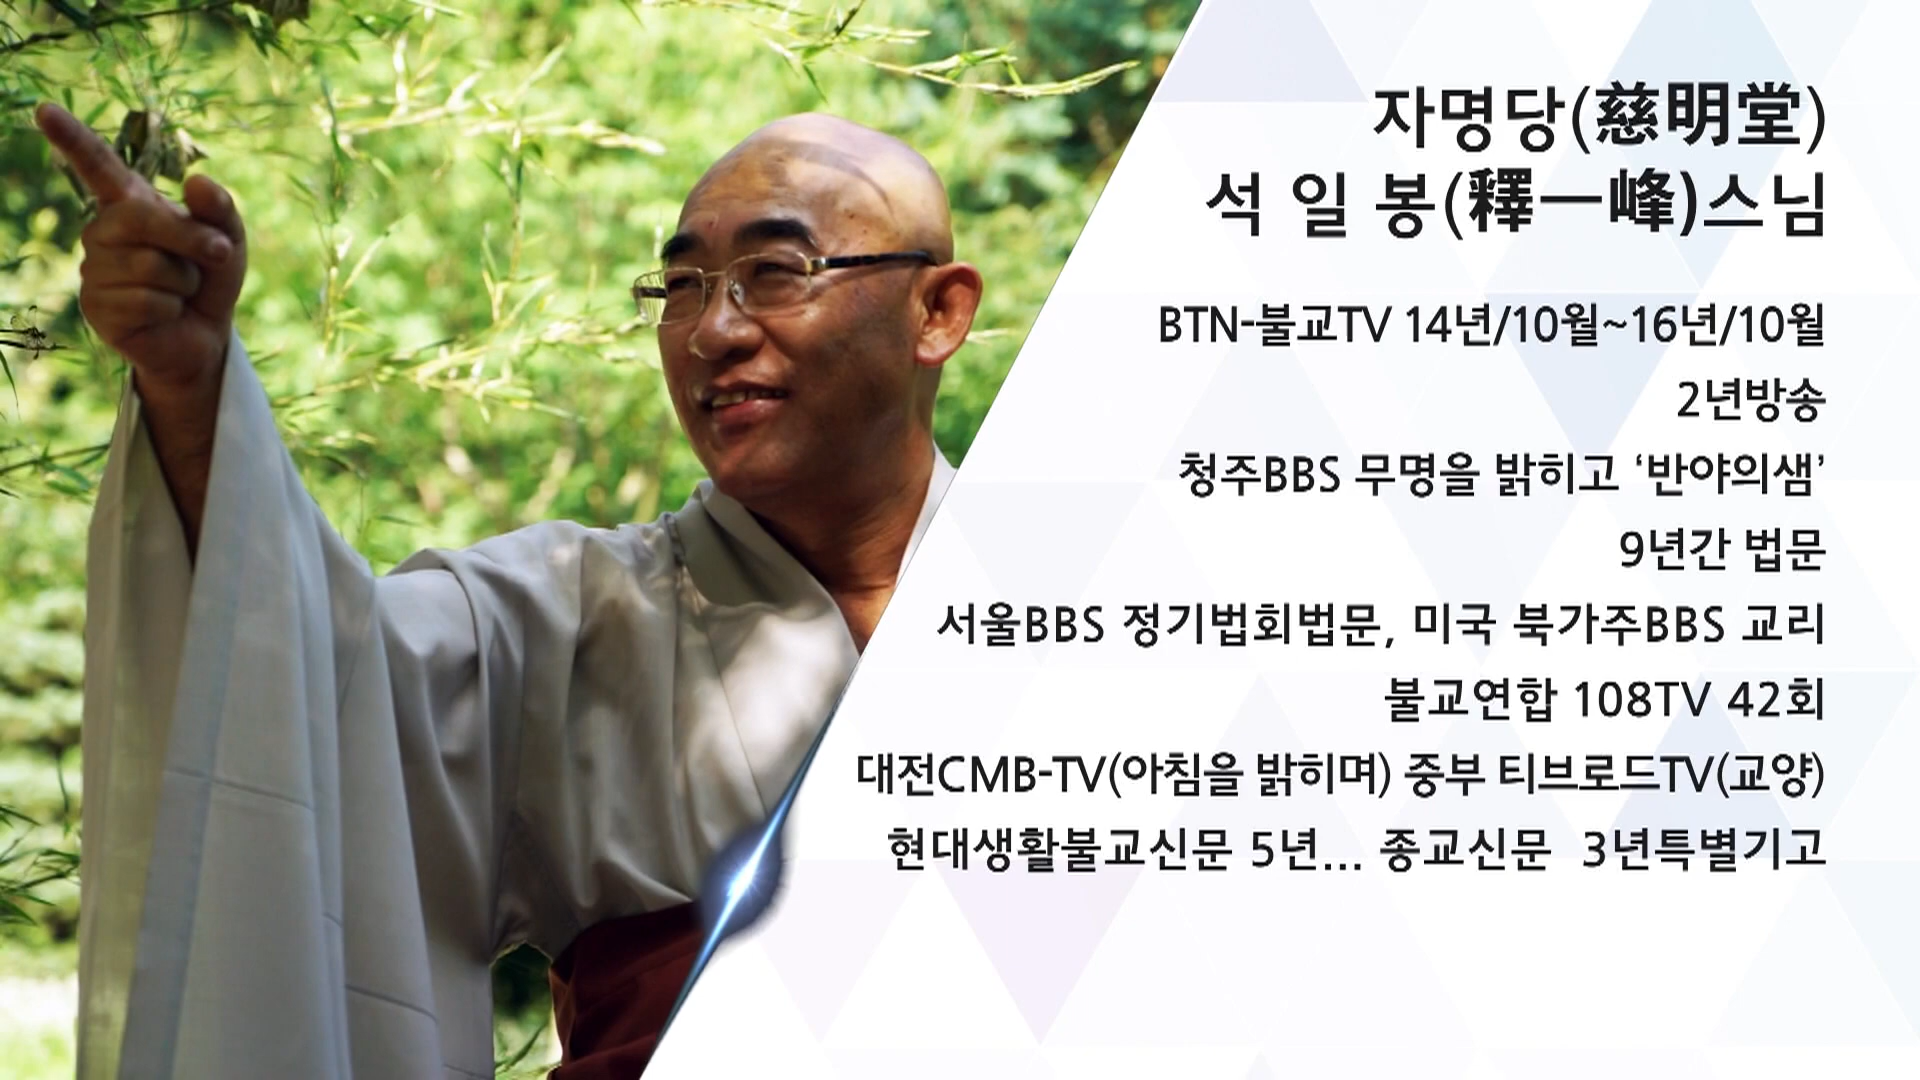 자명당(慈明堂)
석 일 봉(釋一峰)스님
BTN-불교TV 14년/10월~16년/10월
2년방송
청주BBS 무명을 밝히고 ‘반야의샘’
9년간 법문
서울BBS 정기법회법문, 미국 북가주BBS 교리
불교연합 108TV 42회
대전CMB-TV(아침을 밝히며) 중부 티브로드TV(교양)
현대생활불교신문 5년... 종교신문 3년특별기고